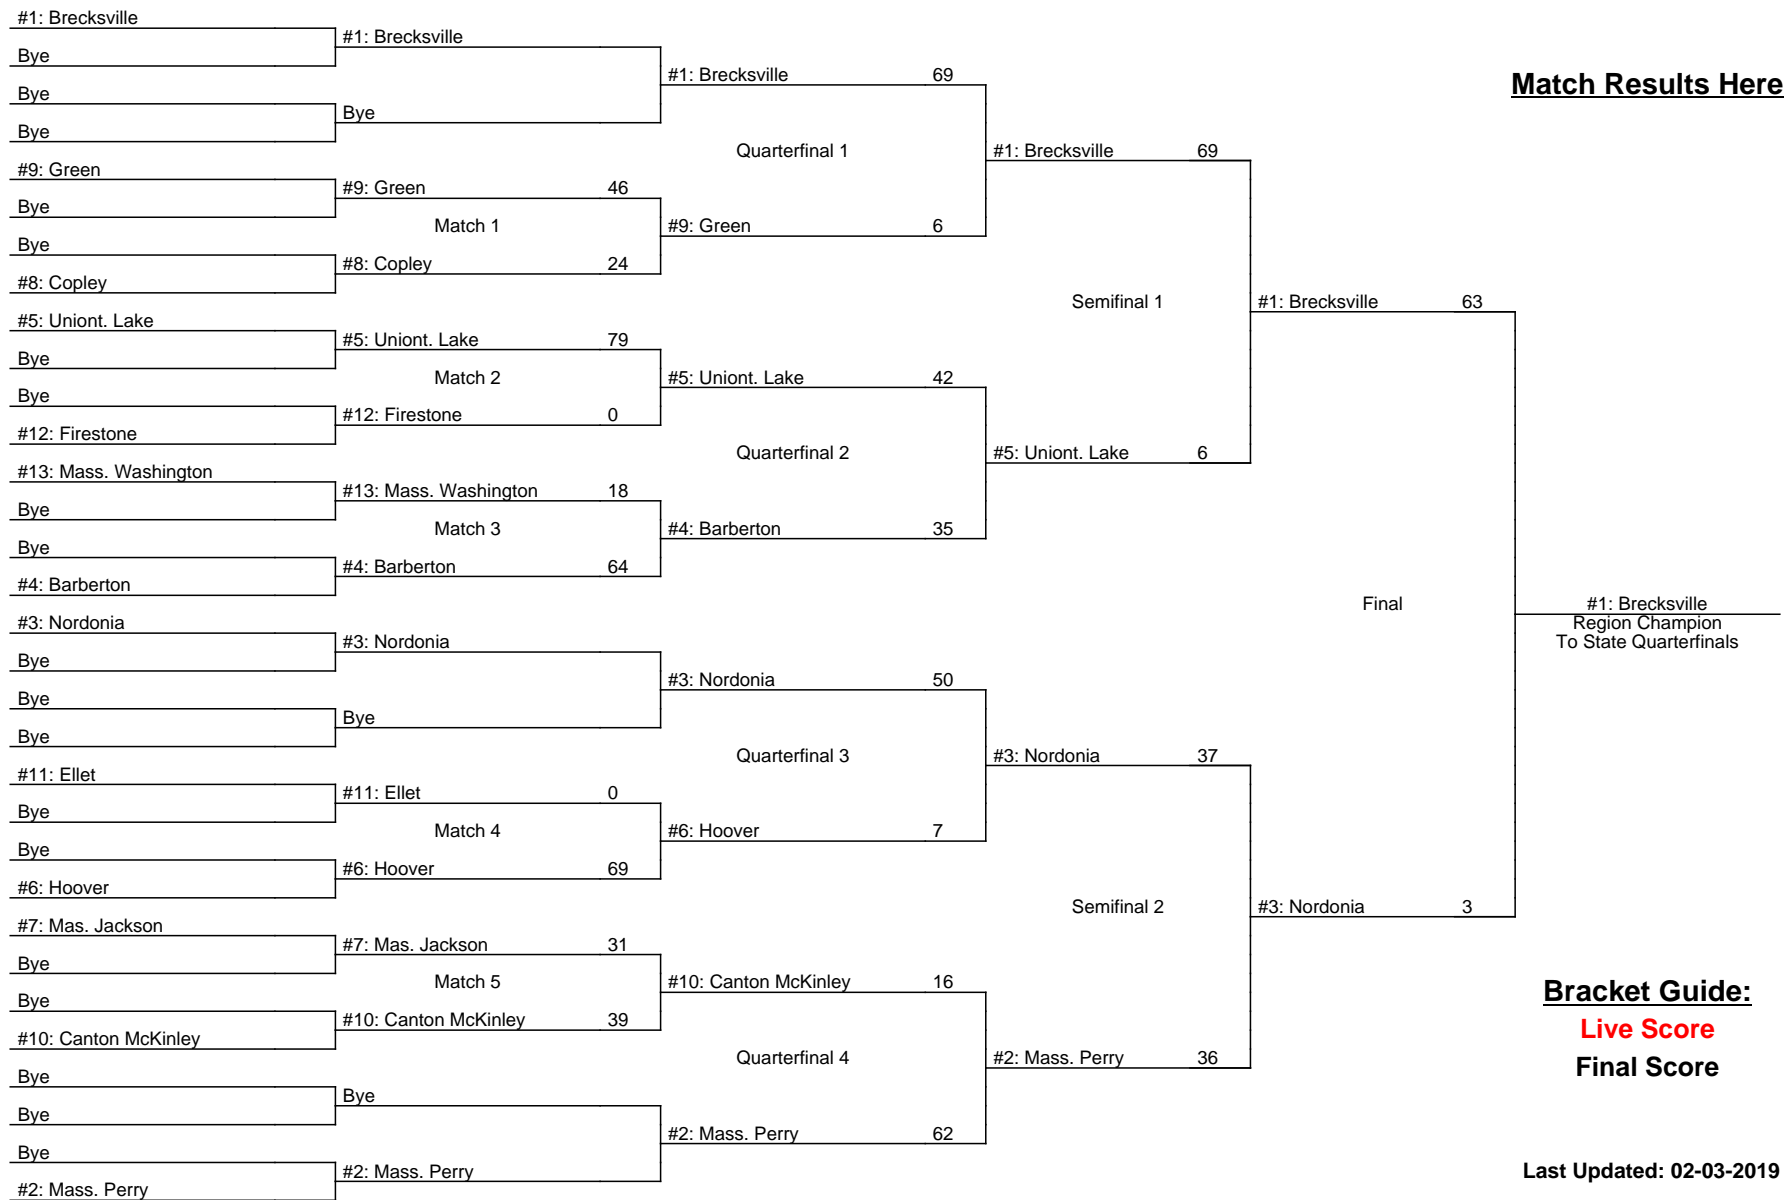 #1: Brecksville
Bye
Bye
Bye
#9: Green
Bye
Bye
#8: Copley
#5: Uniont. Lake
Bye
Bye
#12: Firestone
#13: Mass. Washington
Bye
Bye
#4: Barberton
#3: Nordonia
Bye
Bye
Bye
#11: Ellet
Bye
Bye
#6: Hoover
#7: Mas. Jackson
Bye
Bye
#10: Canton McKinley
Bye
Bye
Bye
#2: Mass. Perry
#1: Brecksville
Bye
#9: Green 46
Match 1
#8: Copley 24
#5: Uniont. Lake 79
Match 2
#12: Firestone 0
#13: Mass. Washington 18
Match 3
#4: Barberton 64
#3: Nordonia
Bye
#11: Ellet 0
Match 4
#6: Hoover 69
#7: Mas. Jackson 31
Match 5
#10: Canton McKinley 39
Bye
#2: Mass. Perry
#1: Brecksville 69
Quarterfinal 1
#9: Green 6
#5: Uniont. Lake 42
Quarterfinal 2
#4: Barberton 35
#3: Nordonia 50
Quarterfinal 3
#6: Hoover 7
#10: Canton McKinley 16
Quarterfinal 4
#2: Mass. Perry 62
#1: Brecksville 69
Semifinal 1
#5: Uniont. Lake 6
#3: Nordonia 37
Semifinal 2
#2: Mass. Perry 36
#1: Brecksville 63
Final
#3: Nordonia 3
#1: Brecksville
Region Champion
To State Quarterfinals
Match Results Here
Bracket Guide:
Live Score
Final Score
Last Updated: 02-03-2019